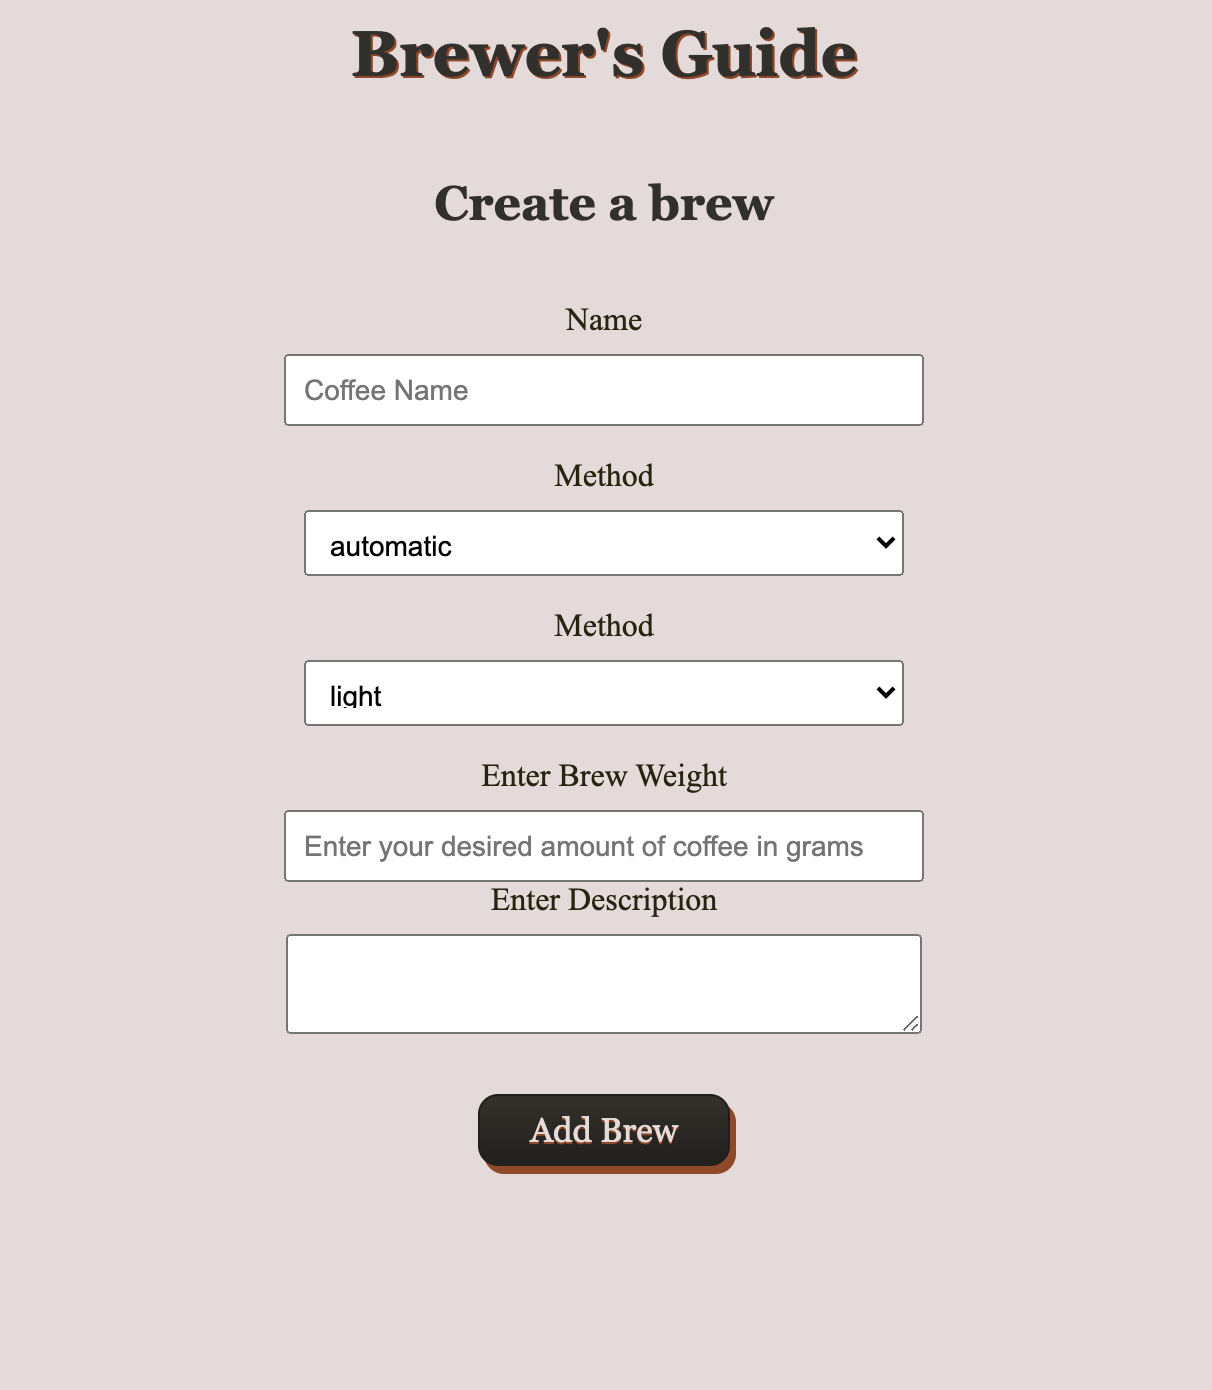 Brewer's Guide
Create a brew
Name
Coffee Name
Method
automatic
Method
light
Enter Brew Weight
Enter your desired amount of coffee in grams
Enter Description
Add Brew